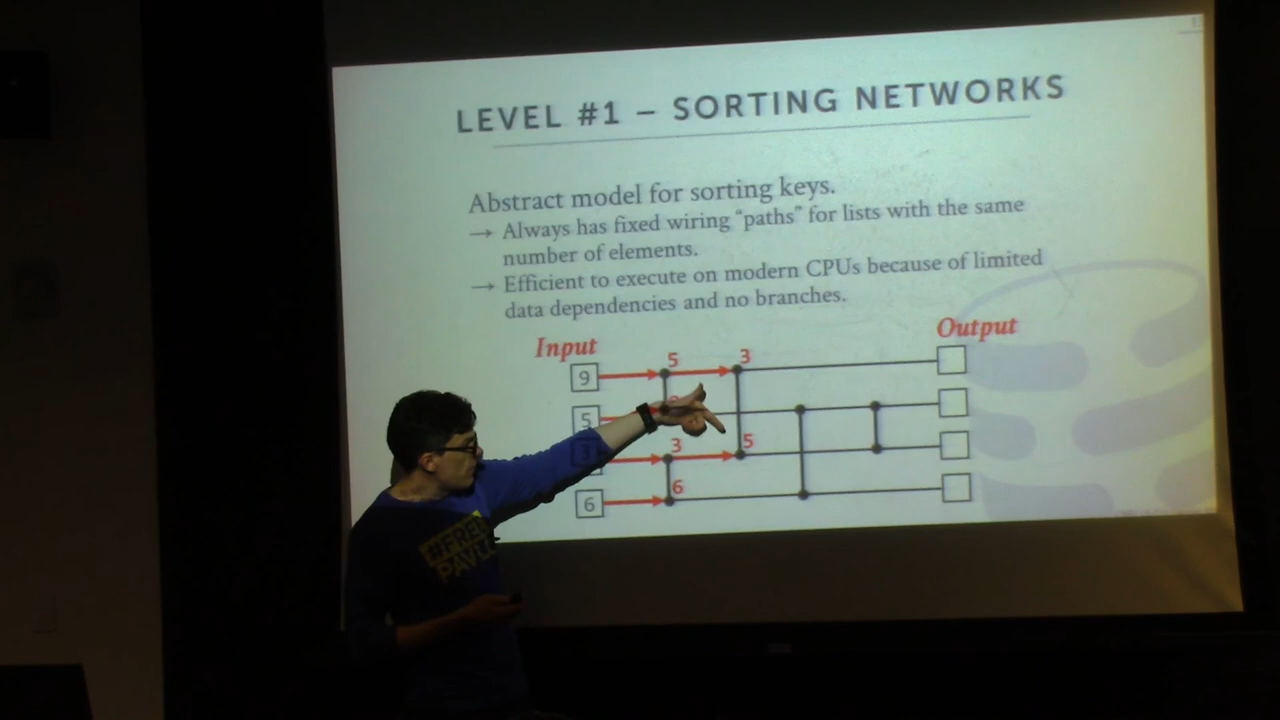 LEVEL #1 – SORTING NETWORKS
Abstract model for sorting keys.
→ Always has fixed wiring "paths" for lists with the same
number of elements.
→ Efficient to execute on modern CPUs because of limited
data dependencies and no branches.
Input
Output
9
5
3
5
3
5
6
6
#FREE